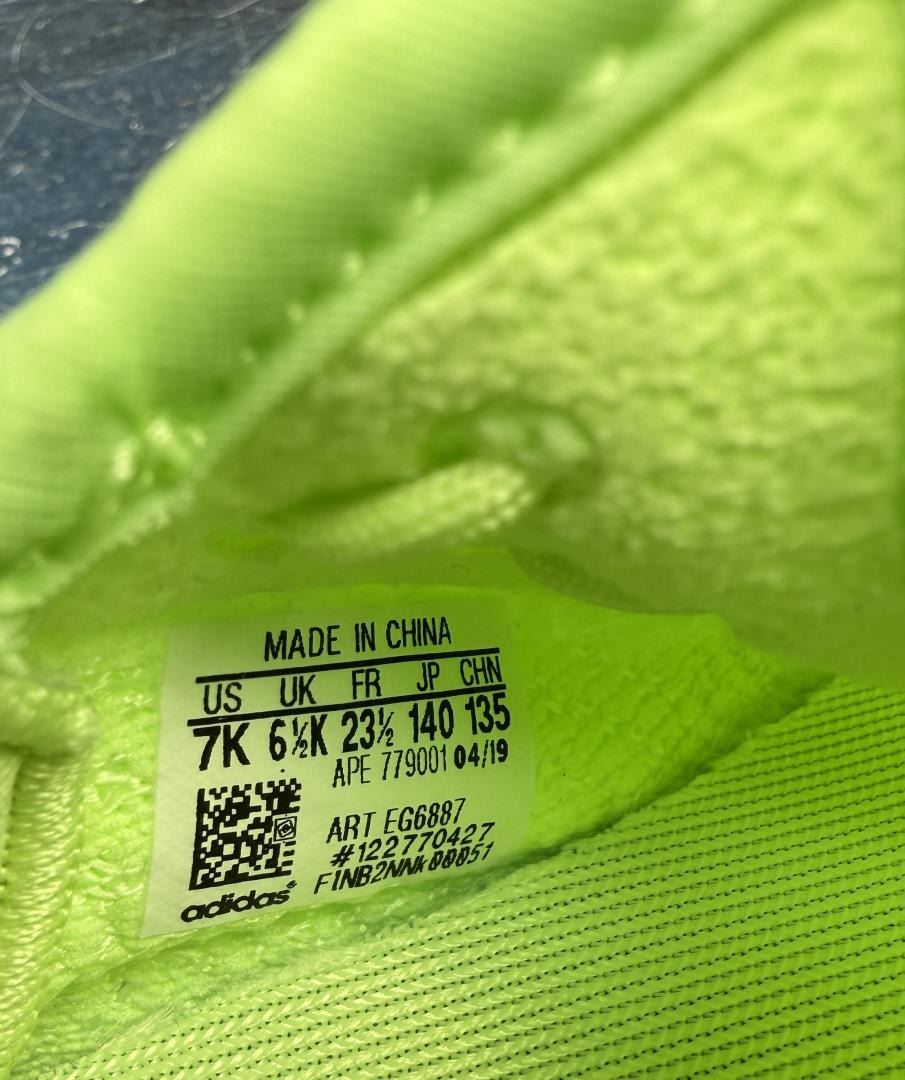 MADE IN CHINA
US UK FR JP CHN
7K 6½K 23½ 140 135
APE 779001 04/19
ART EG6887
#122770427
F1NB2NNK00051
adidas